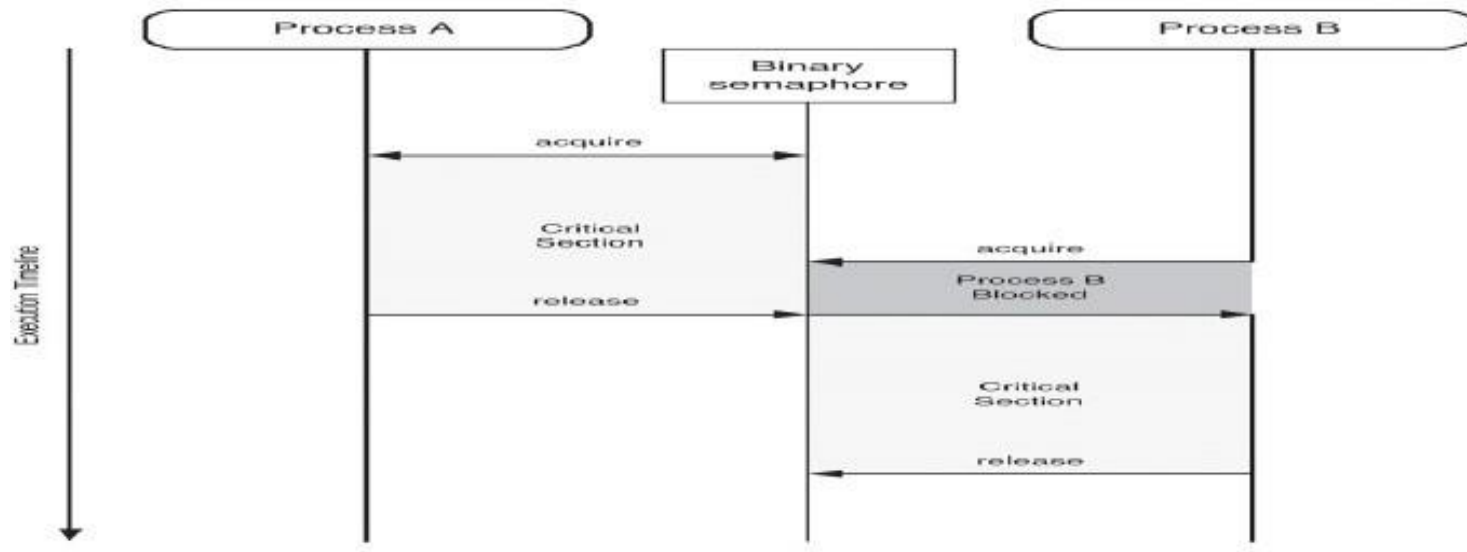 Process A
Process B
Binary
semaphore
acquire
Critical
Section
acquire
Process B
Blocked
release
Critical
Section
release
Execution Timeline